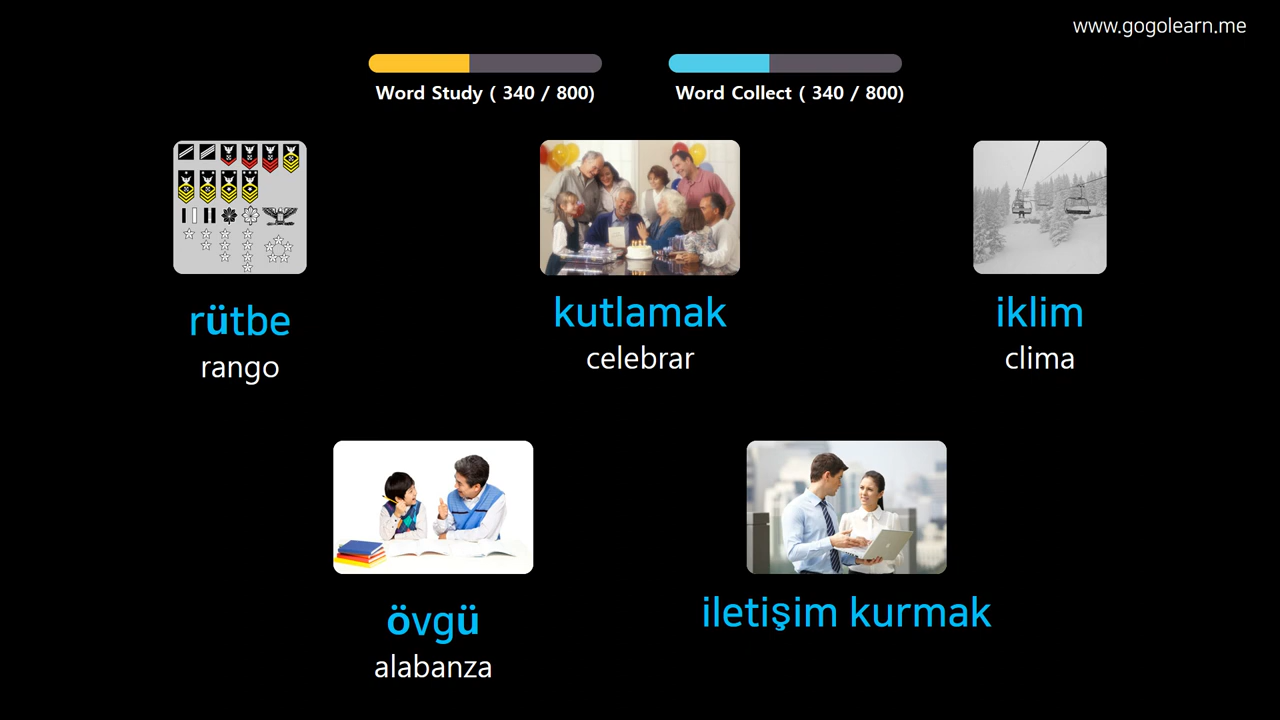 www.gogolearn.me
Word Study ( 340 / 800)
Word Collect ( 340 / 800)
rütbe
rango
kutlamak
celebrar
iklim
clima
övgü
alabanza
iletişim kurmak